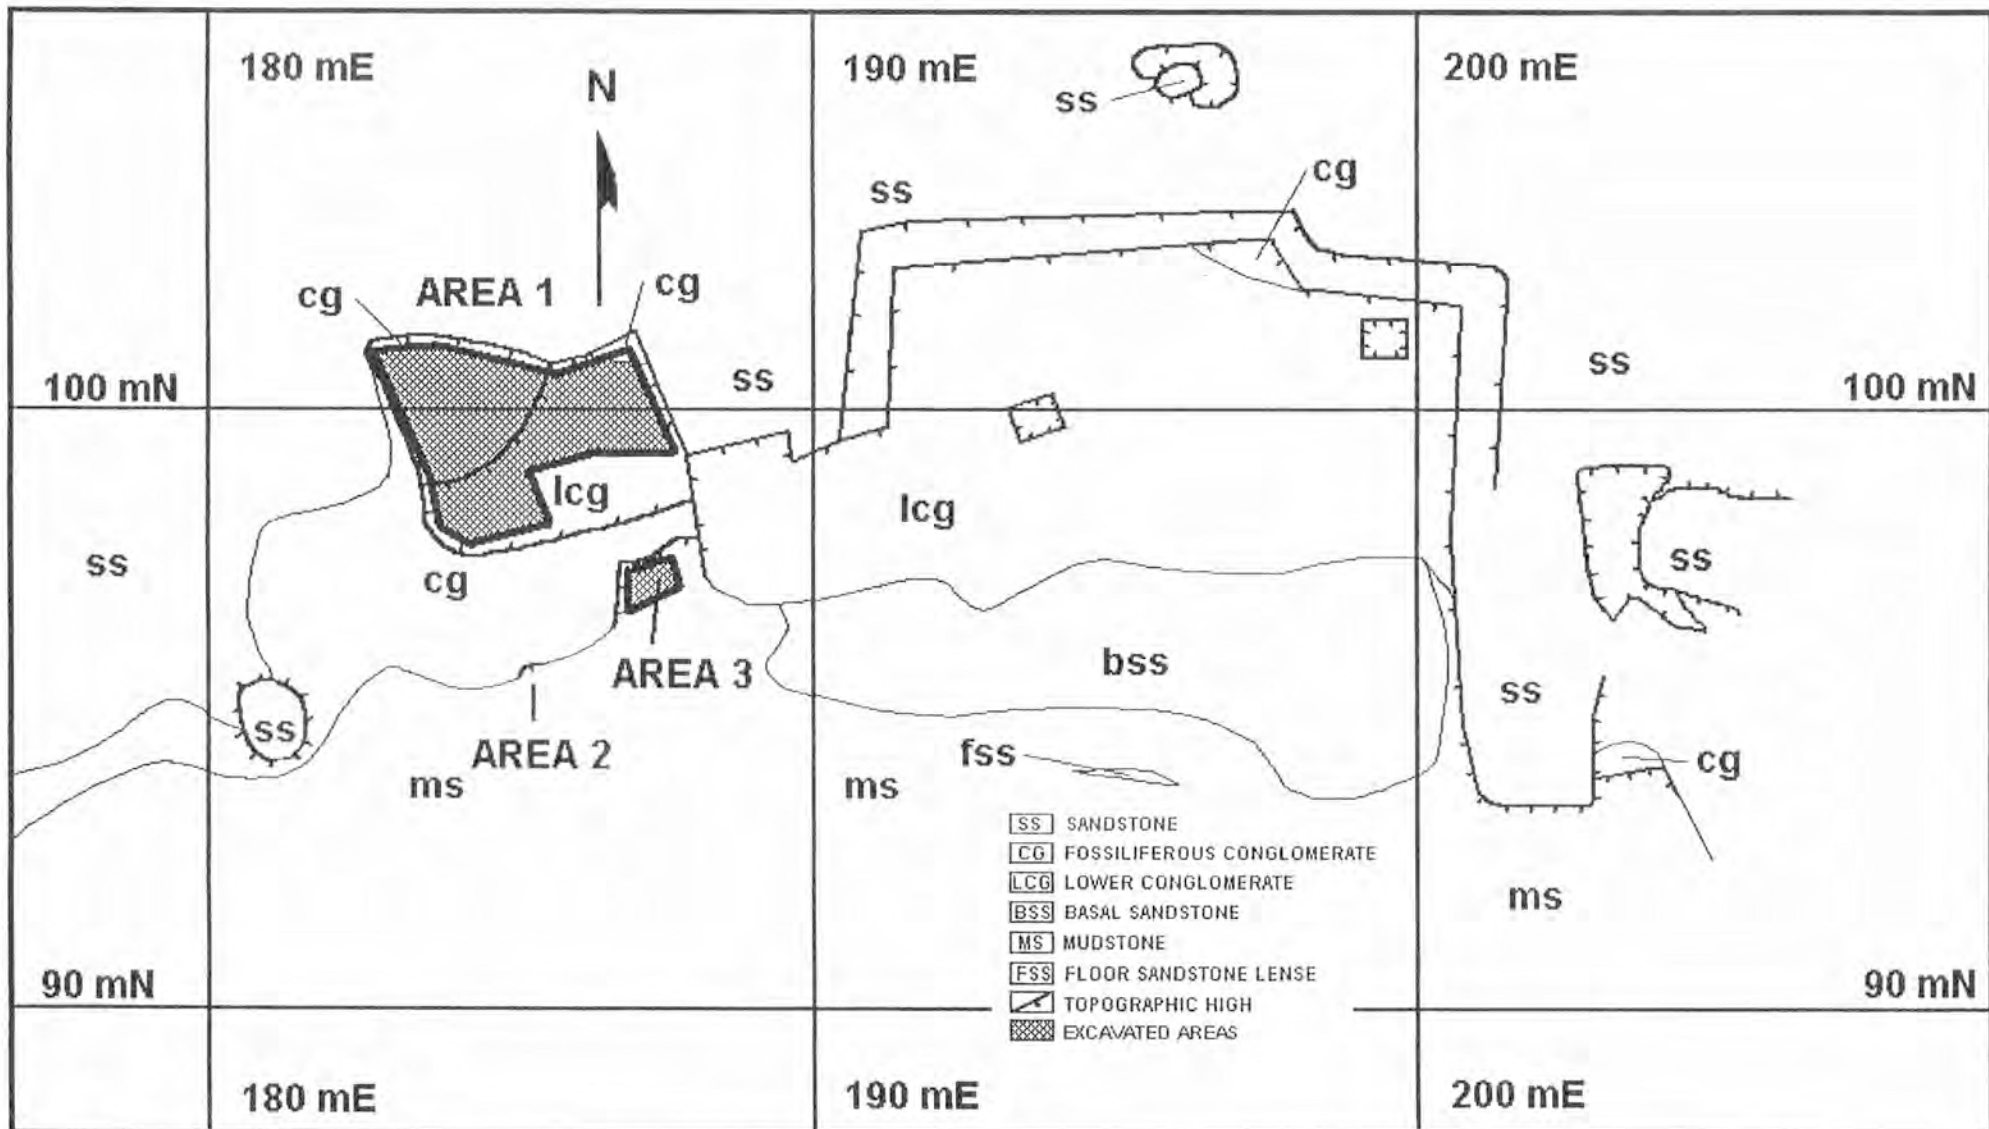 180 mE
190 mE
200 mE
N
ss
cg
ss
cg
AREA 1
cg
ss
ss
100 mN
100 mN
lcg
lcg
ss
ss
cg
AREA 3
bss
ss
ss
AREA 2
fss
cg
ms
ms
SS SANDSTONE
CG FOSSILIFEROUS CONGLOMERATE
LCG LOWER CONGLOMERATE
ms
BSS BASAL SANDSTONE
MS MUDSTONE
FSS FLOOR SANDSTONE LENSE
90 mN
90 mN
TOPOGRAPHIC HIGH
EXCAVATED AREAS
180 mE
190 mE
200 mE